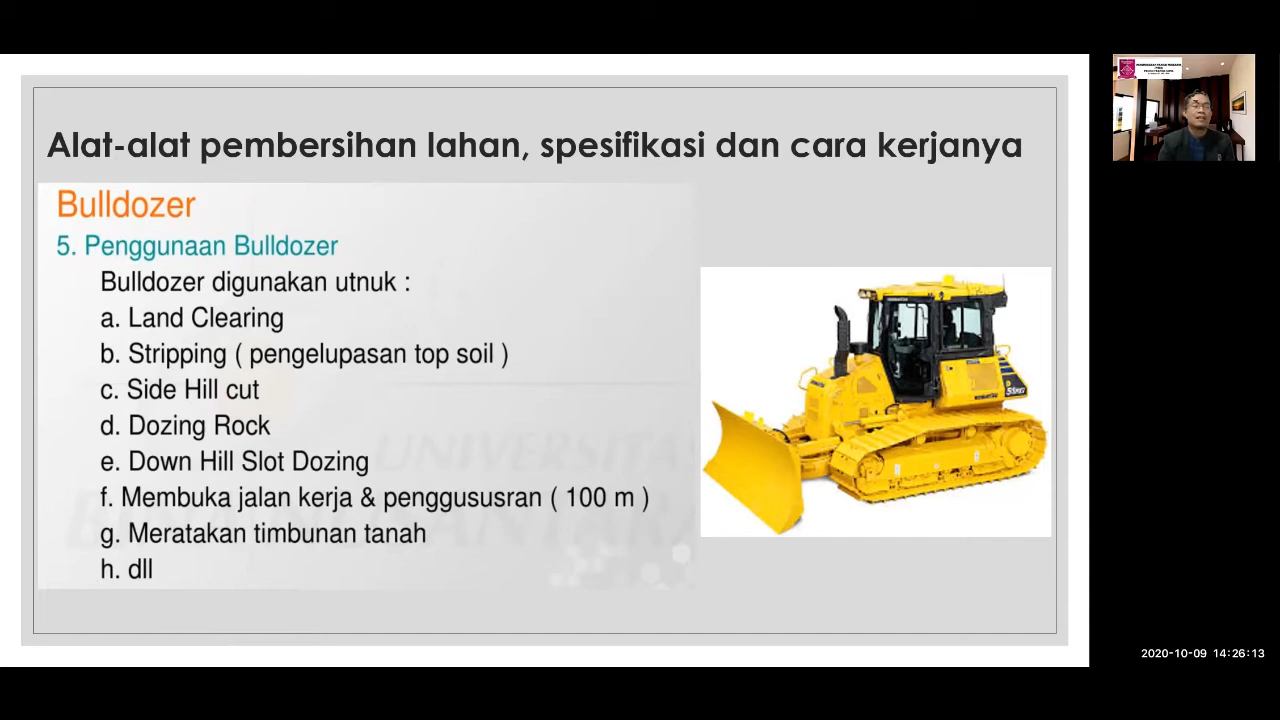 Alat-alat pembersihan lahan, spesifikasi dan cara kerjanya
Bulldozer
5. Penggunaan Bulldozer
Bulldozer digunakan utnuk :
a. Land Clearing
b. Stripping ( pengelupasan top soil )
c. Side Hill cut
d. Dozing Rock
e. Down Hill Slot Dozing
f. Membuka jalan kerja & penggususran ( 100 m )
g. Meratakan timbunan tanah
h. dll
UNIVERSITAS
2020-10-09 14:26:13